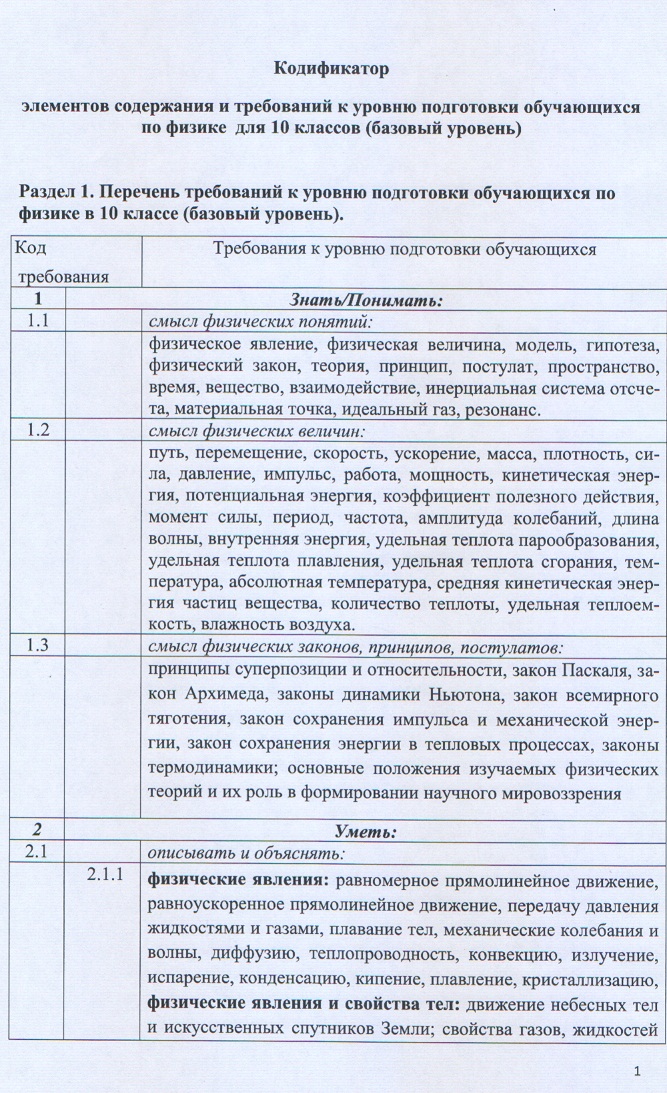 Кодификатор
элементов содержания и требований к уровню подготовки обучающихся
по физике для 10 классов (базовый уровень)
Раздел 1. Перечень требований к уровню подготовки обучающихся по
физике в 10 классе (базовый уровень).
Код
требования
Требования к уровню подготовки обучающихся
1 Знать/Понимать:
1.1 смысл физических понятий:
физическое явление, физическая величина, модель, гипотеза,
физический закон, теория, принцип, постулат, пространство,
время, вещество, взаимодействие, инерциальная система отсче-
та, материальная точка, идеальный газ, резонанс.
1.2 смысл физических величин:
путь, перемещение, скорость, ускорение, масса, плотность, си-
ла, давление, импульс, работа, мощность, кинетическая энер-
гия, потенциальная энергия, коэффициент полезного действия,
момент силы, период, частота, амплитуда колебаний, длина
волны, внутренняя энергия, удельная теплота парообразования,
удельная теплота плавления, удельная теплота сгорания, тем-
пература, абсолютная температура, средняя кинетическая энер-
гия частиц вещества, количество теплоты, удельная теплоем-
кость, влажность воздуха.
1.3 смысл физических законов, принципов, постулатов:
принципы суперпозиции и относительности, закон Паскаля, за-
кон Архимеда, законы динамики Ньютона, закон всемирного
тяготения, закон сохранения импульса и механической энер-
гии, закон сохранения энергии в тепловых процессах, законы
термодинамики; основные положения изучаемых физических
теорий и их роль в формировании научного мировоззрения
2 Уметь:
2.1 описывать и объяснять:
2.1.1 физические явления: равномерное прямолинейное движение,
равноускоренное прямолинейное движение, передачу давления
жидкостями и газами, плавание тел, механические колебания и
волны, диффузию, теплопроводность, конвекцию, излучение,
испарение, конденсацию, кипение, плавление, кристаллизацию,
физические явления и свойства тел: движение небесных тел
и искусственных спутников Земли; свойства газов, жидкостей
1